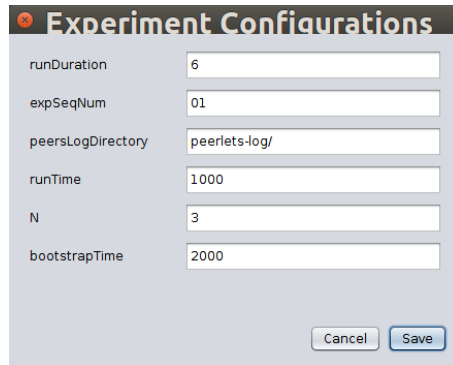 Experiment Configurations
runDuration 6
expSeqNum 01
peersLogDirectory peerlets-log/
runTime 1000
N 3
bootstrapTime 2000
Cancel Save